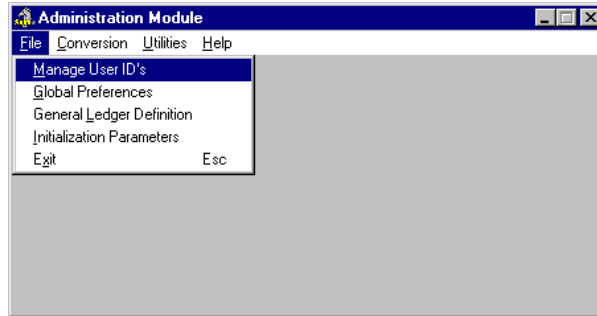 Administration Module
File Conversion Utilities Help
Manage User ID's
Global Preferences
General Ledger Definition
Initialization Parameters
Exit Esc